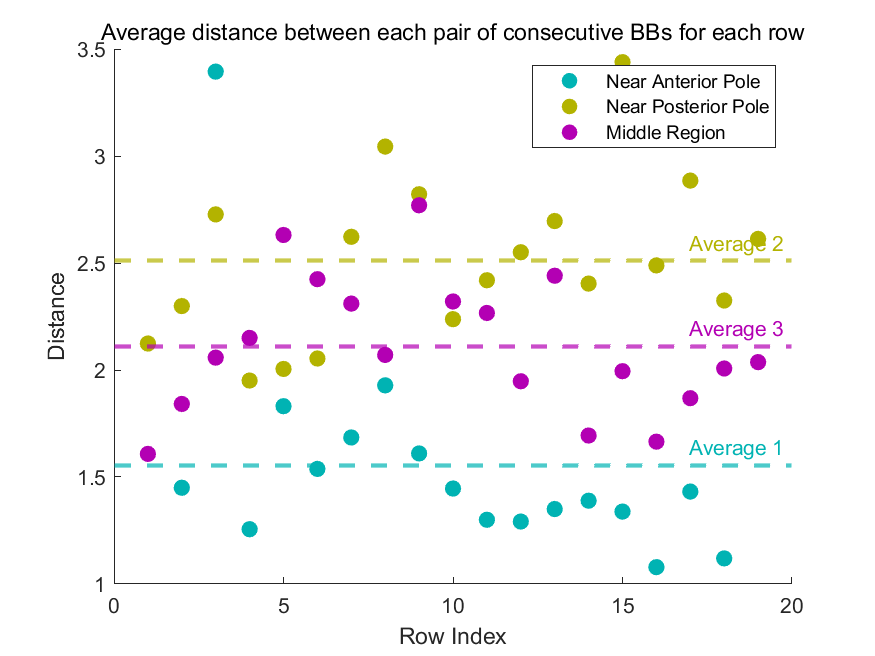 Average distance between each pair of consecutive BBs for each row
3.5
3
2.5
2
1.5
1
0
5
10
15
20
Distance
Row Index
Near Anterior Pole
Near Posterior Pole
Middle Region
Average 2
Average 3
Average 1